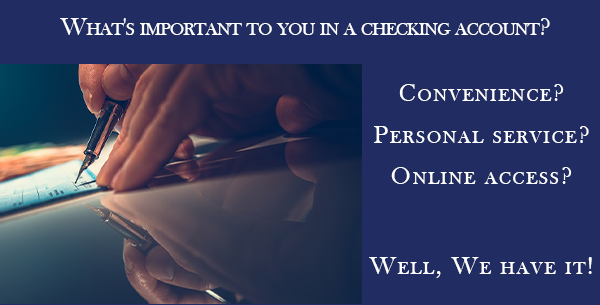 What's important to you in a checking account?
Convenience?
Personal service?
Online access?
Well, We have it!